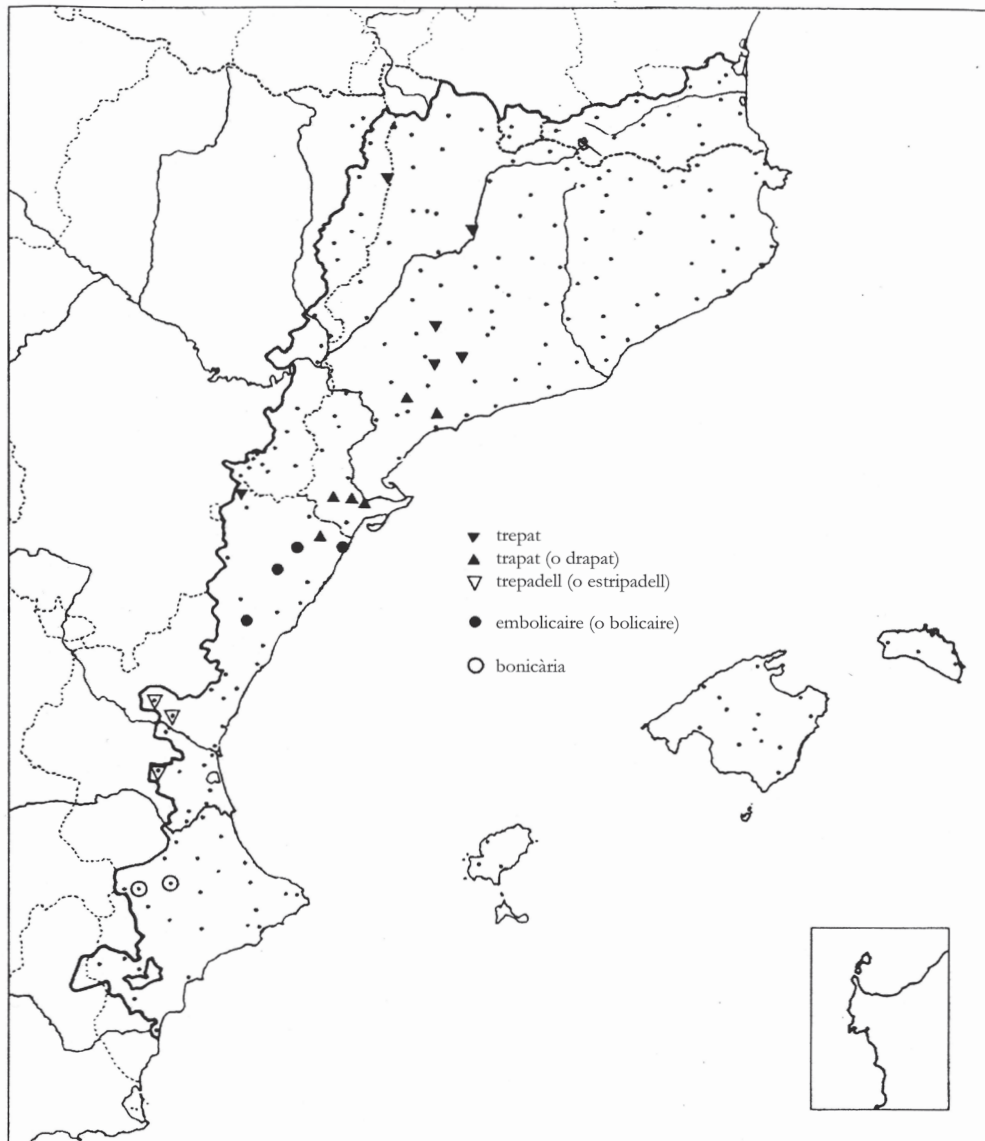 trepat
trapat (o drapat)
trepadell (o estripadell)
embolicaire (o bolicaire)
bonicària